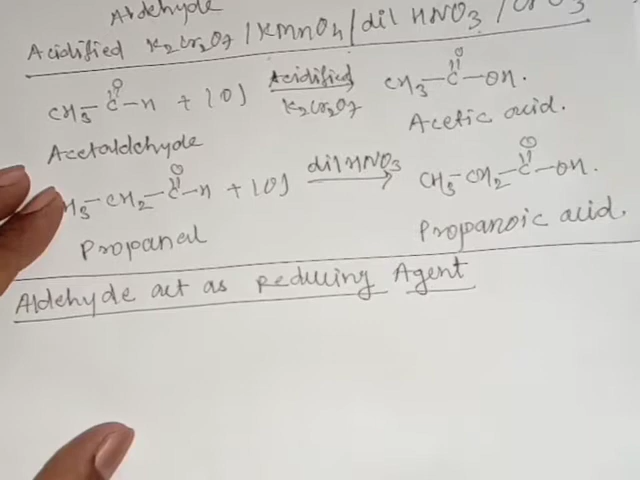 Aldehyde
Acidified K2Cr2O7 / KMnO4 / dil HNO3 / CrO3
O
CH3-C-H + [O] Acidified K2Cr2O7 CH3-C-OH.
O
Acetaldehyde Acetic acid.
O
H3-CH2-C-H + [O] dil HNO3 CH3-CH2-C-OH.
O
Propanal Propanoic acid.
Aldehyde act as Reducing Agent